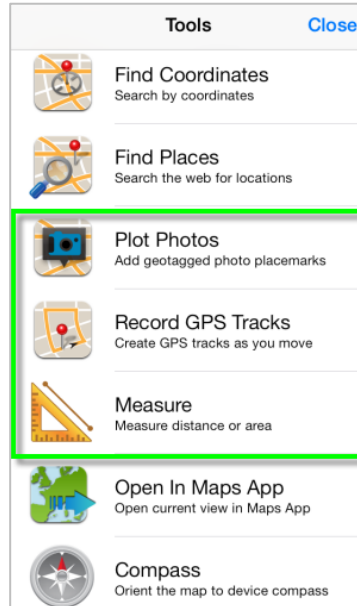 Tools
Close
Find Coordinates
Search by coordinates
Find Places
Search the web for locations
Plot Photos
Add geotagged photo placemarks
Record GPS Tracks
Create GPS tracks as you move
Measure
Measure distance or area
Open In Maps App
Open current view in Maps App
Compass
Orient the map to device compass